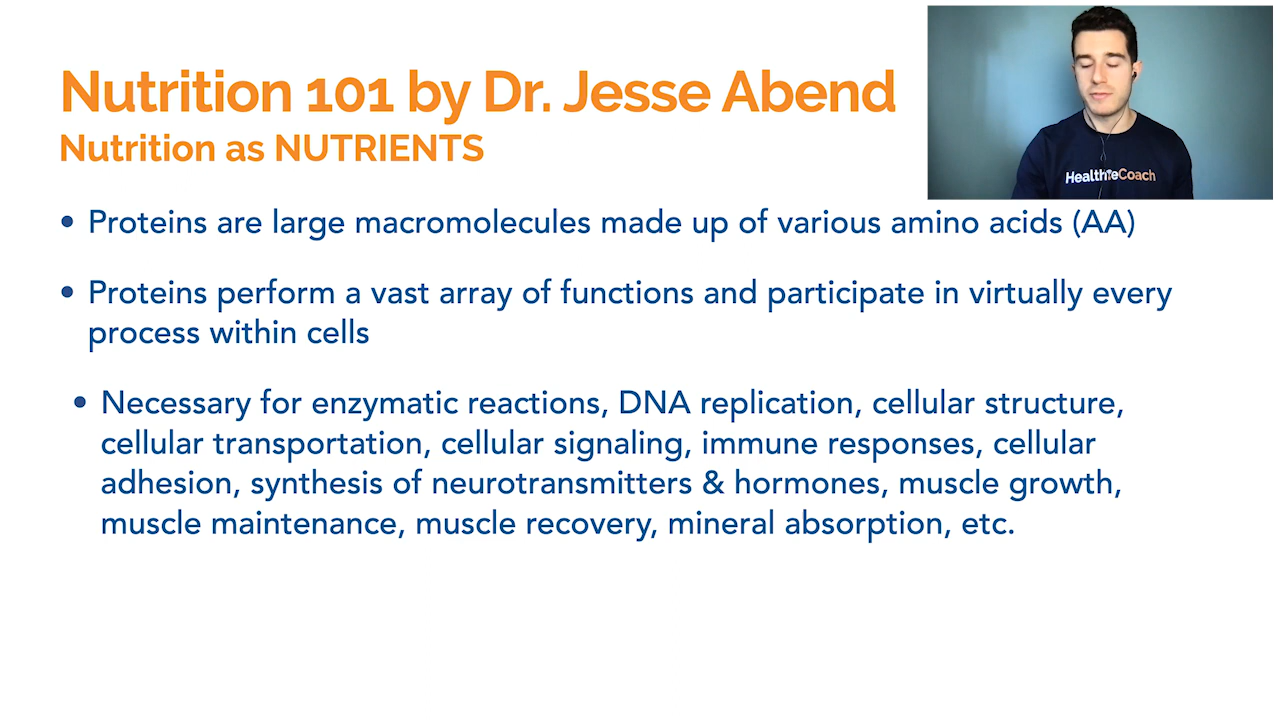 Nutrition 101 by Dr. Jesse Abend
Nutrition as NUTRIENTS
HealthieCoach
• Proteins are large macromolecules made up of various amino acids (AA)
• Proteins perform a vast array of functions and participate in virtually every
process within cells
• Necessary for enzymatic reactions, DNA replication, cellular structure,
cellular transportation, cellular signaling, immune responses, cellular
adhesion, synthesis of neurotransmitters & hormones, muscle growth,
muscle maintenance, muscle recovery, mineral absorption, etc.